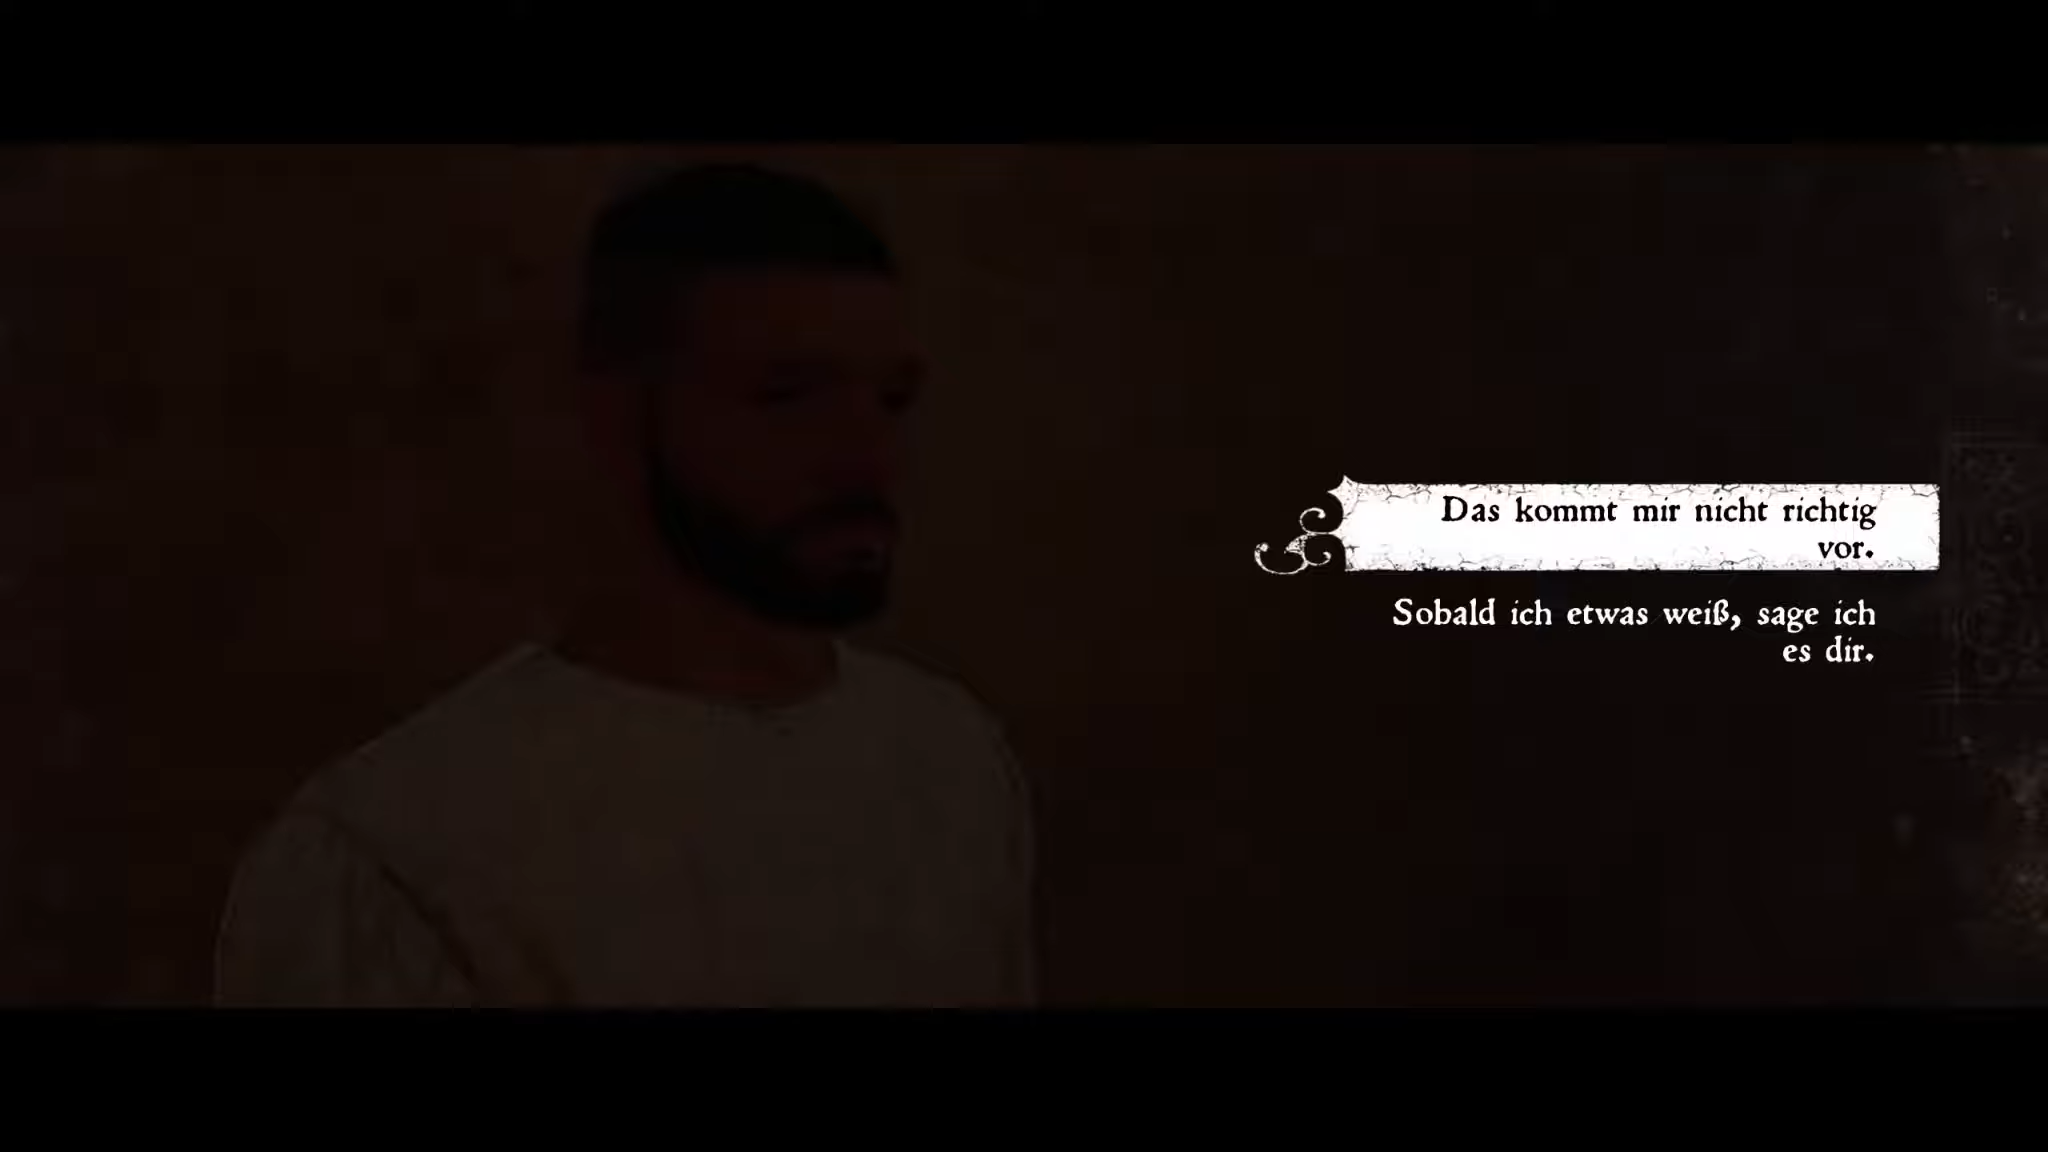 Das kommt mir nicht richtig
vor.
Sobald ich etwas weiß, sage ich
es dir.